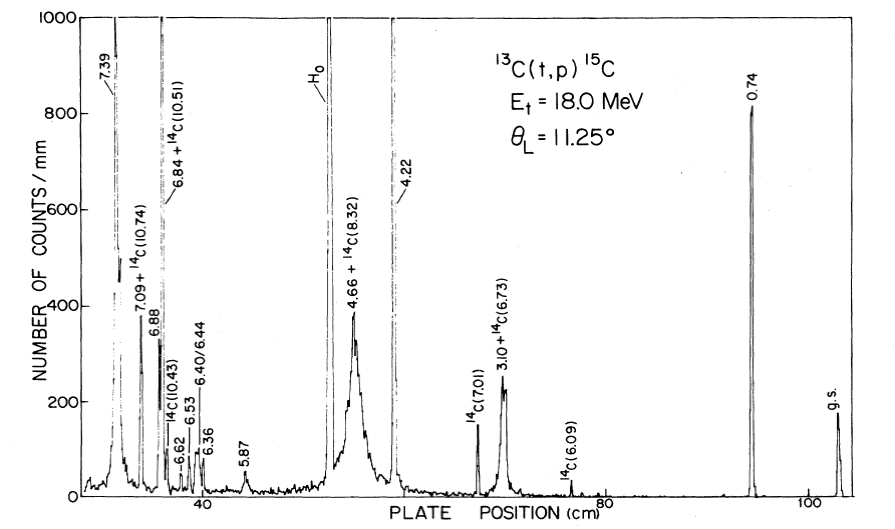 NUMBER OF COUNTS / mm
1000
800
600
400
200
0
7.39
7.09 + ¹⁴C(10.74)
6.88
6.84 + ¹⁴C(10.51)
¹⁴C(10.43)
6.62
6.53
6.40/6.44
6.36
5.87
H₀
4.66 + ¹⁴C(8.32)
4.22
¹⁴C(7.01)
3.10 + ¹⁴C(6.73)
¹⁴C(6.09)
0.74
g.s.
¹³C(t,p) ¹⁵C
Eₜ = 18.0 MeV
θ_L = 11.25°
40
80
100
PLATE POSITION (cm)